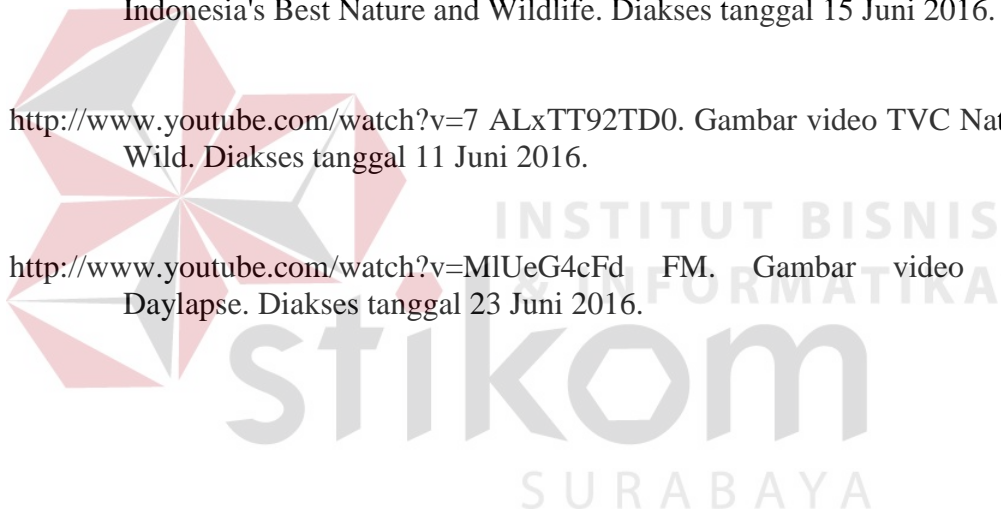 Indonesia's Best Nature and Wildlife. Diakses tanggal 15 Juni 2016.
http://www.youtube.com/watch?v=7 ALxTT92TD0. Gambar video TVC
Wild. Diakses tanggal 11 Juni 2016.
INSTITUT BISNIS
http://www.youtube.com/watch?v=MlUeG4cFd FM. Gambar video
& INFORMATIKA
Daylapse. Diakses tanggal 23 Juni 2016.
stikom
SURABAYA